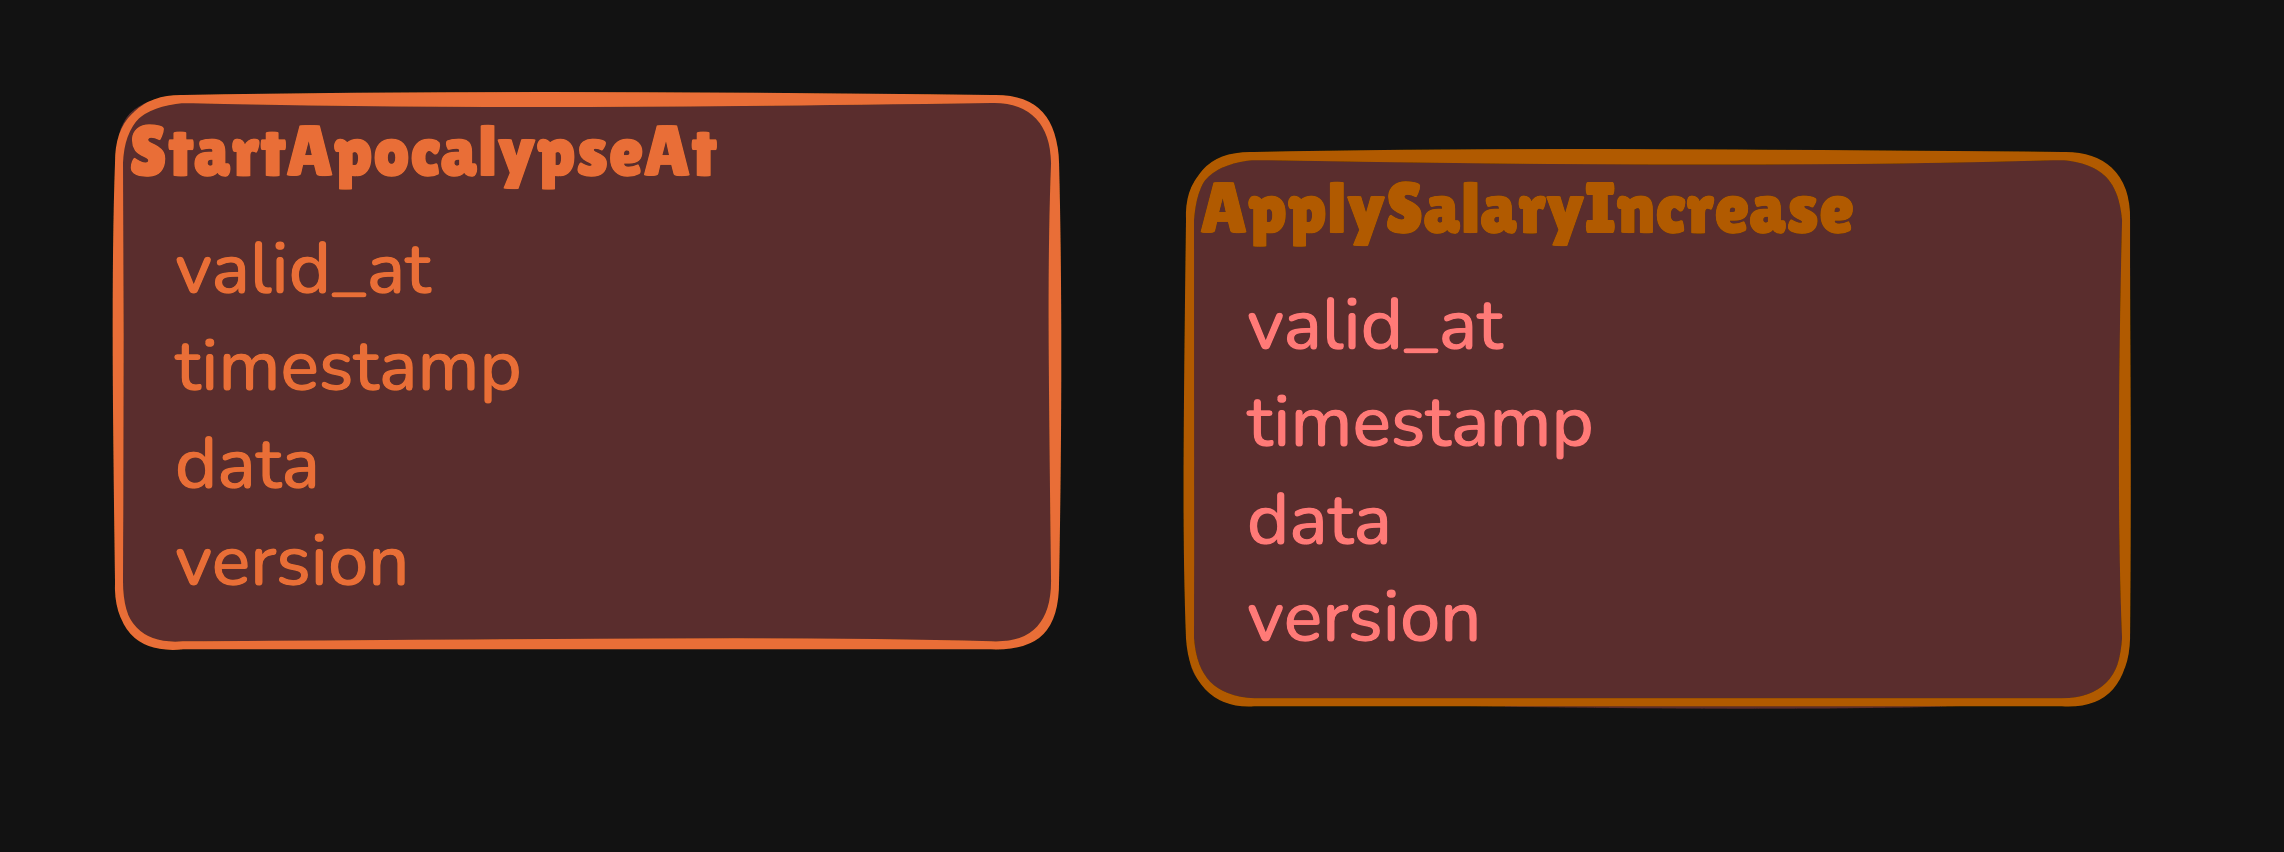 StartApocalypseAt
valid_at
timestamp
data
version
ApplySalaryIncrease
valid_at
timestamp
data
version